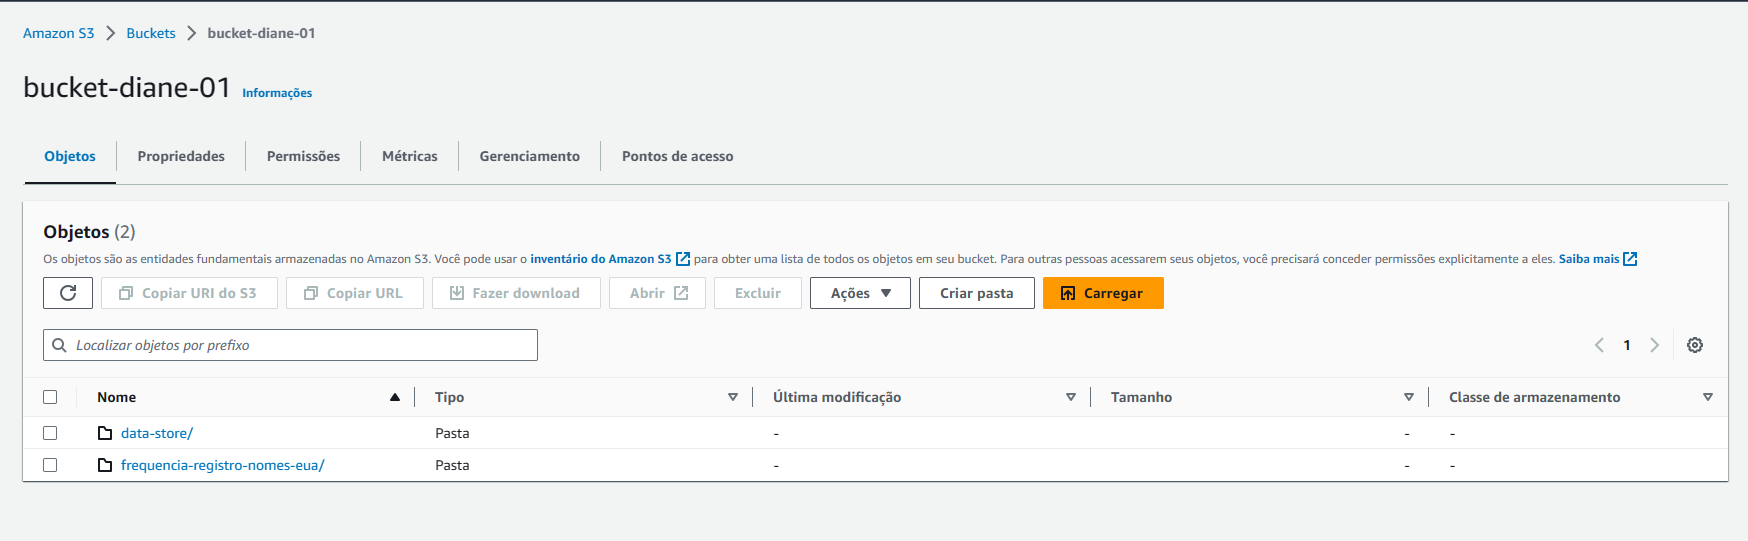 Amazon S3 > Buckets > bucket-diane-01
bucket-diane-01 Informações
Objetos Propriedades Permissões Métricas Gerenciamento Pontos de acesso
Objetos (2)
Os objetos são as entidades fundamentais armazenadas no Amazon S3. Você pode usar o inventário do Amazon S3 para obter uma lista de todos os objetos em seu bucket. Para outras pessoas acessarem seus objetos, você precisará conceder permissões explicitamente a eles. Saiba mais
Copiar URI do S3 Copiar URL Fazer download Abrir Excluir Ações Criar pasta Carregar
Localizar objetos por prefixo < 1 >
Nome Tipo Última modificação Tamanho Classe de armazenamento
data-store/ Pasta - - -
frequencia-registro-nomes-eua/ Pasta - - -